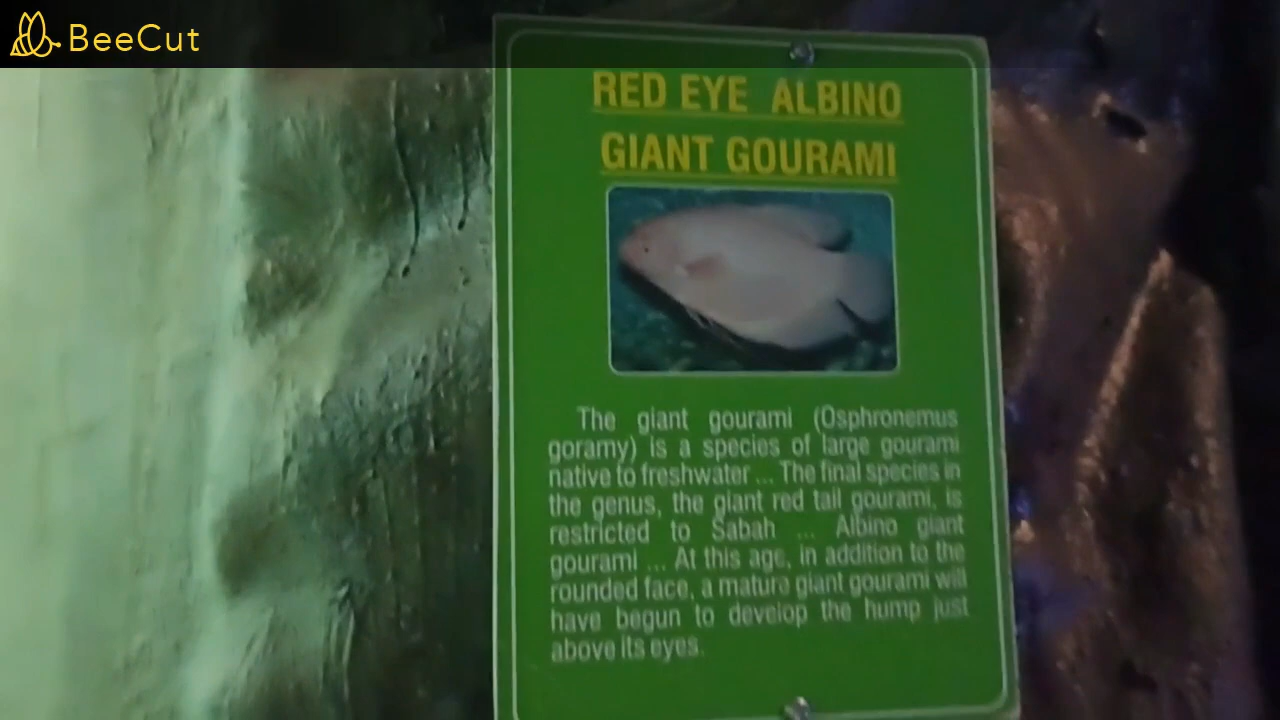 BeeCut
RED EYE ALBINO
GIANT GOURAMI
The giant gourami (Osphronemus
goramy) is a species of large gourami
native to freshwater ... The final species in
the genus, the giant red tail gourami, is
restricted to Sabah ... Albino giant
gourami ... At this age, in addition to the
rounded face, a mature giant gourami will
have begun to develop the hump just
above its eyes.